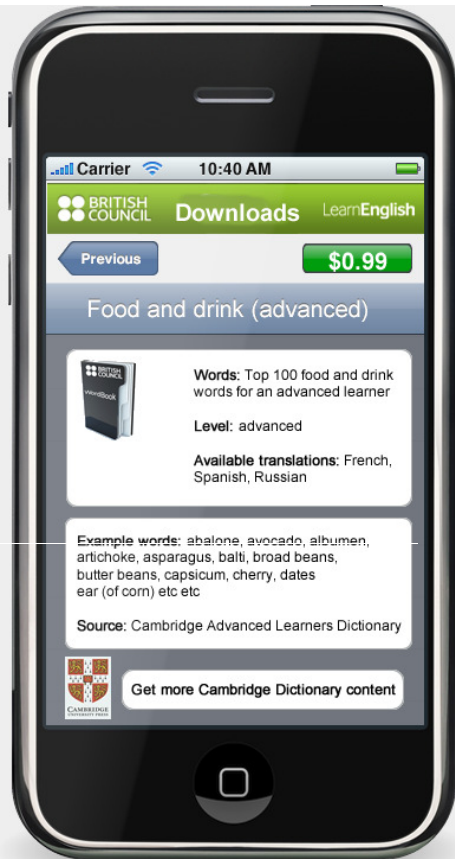 Carrier 10:40 AM
BRITISH
COUNCIL
Downloads
LearnEnglish
Previous
$0.99
Food and drink (advanced)
BRITISH
COUNCIL
Words: Top 100 food and drink
words for an advanced learner
Level: advanced
Available translations: French,
Spanish, Russian
Example words: abalone, avocado, albumen,
artichoke, asparagus, balti, broad beans,
butter beans, capsicum, cherry, dates
ear (of corn) etc etc
Source: Cambridge Advanced Learners Dictionary
CAMBRIDGE
UNIVERSITY PRESS
Get more Cambridge Dictionary content